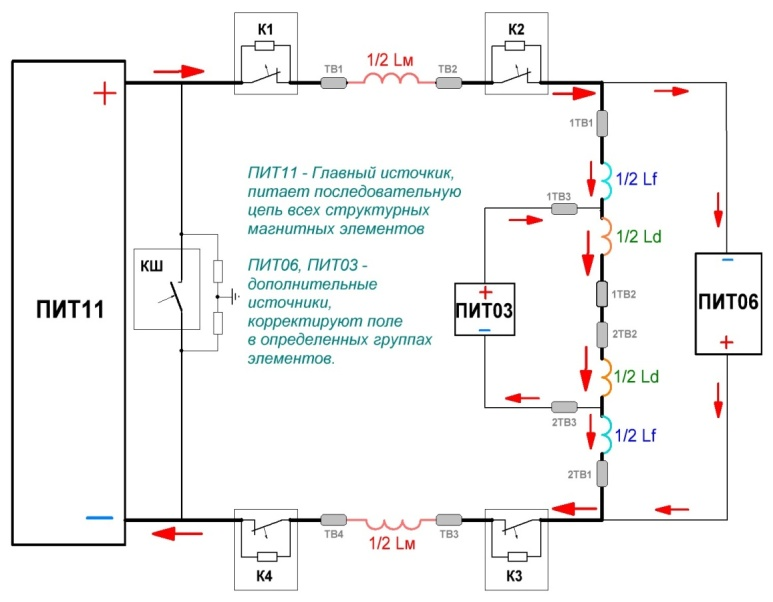 К1
К2
1/2 Lм
ТВ1
ТВ2
+
1ТВ1
ПИТ11 - Главный источкик,
питает последовательную
цепь всех структурных
магнитных элементов
1/2 Lf
1ТВ3
1/2 Ld
КШ
ПИТ06, ПИТ03 -
дополнительные
источники,
корректируют поле
в определенных группах
элементов.
–
+
ПИТ03
–
1ТВ2
ПИТ11
ПИТ06
2ТВ2
+
1/2 Ld
2ТВ3
1/2 Lf
2ТВ1
–
ТВ4
ТВ3
1/2 Lм
К4
К3